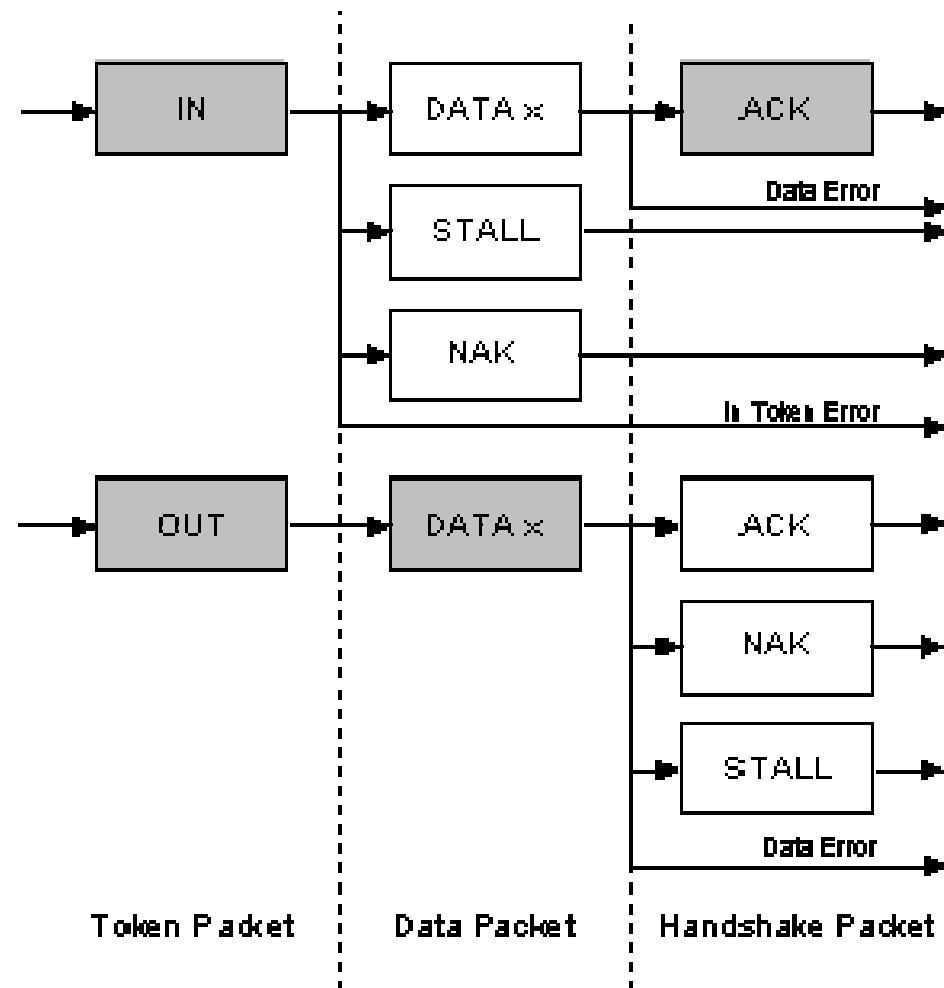 IN
DATA x
ACK
Data Error
STALL
NAK
In Token Error
OUT
DATA x
ACK
NAK
STALL
Data Error
Token Packet
Data Packet
Handshake Packet